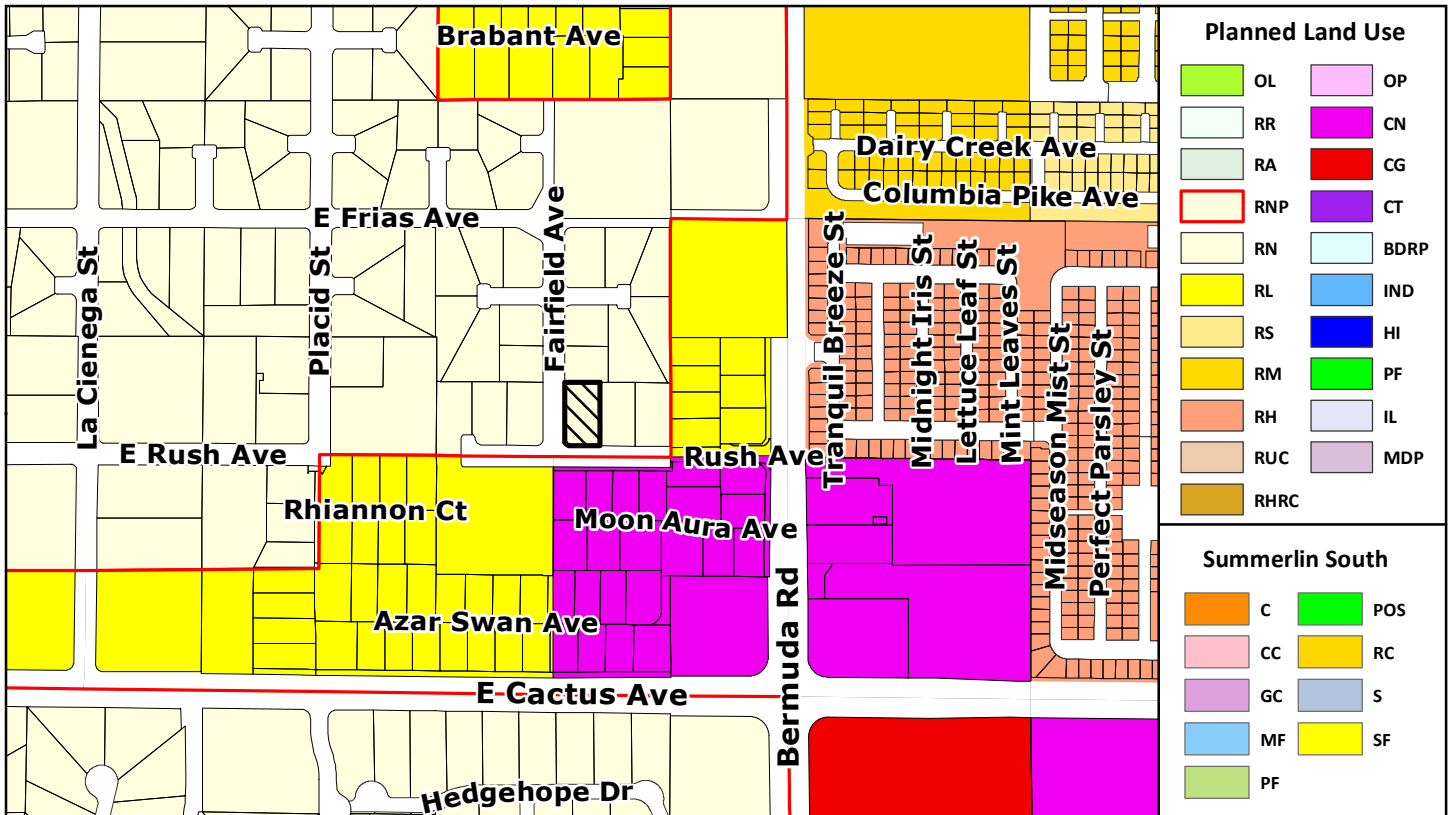 Brabant Ave
Dairy Creek Ave
Columbia Pike Ave
E Frias Ave
La Cienega St
Placid St
Fairfield Ave
Tranquil Breeze St
Midnight Iris St
Lettuce Leaf St
Mint Leaves St
Midseason Mist St
Perfect Parsley St
E Rush Ave
Rush Ave
Rhiannon Ct
Moon Aura Ave
Azar Swan Ave
Bermuda Rd
E Cactus Ave
Hedgehope Dr
Planned Land Use
OL
RR
RA
RNP
RN
RL
RS
RM
RH
RUC
RHRC
OP
CN
CG
CT
BDRP
IND
HI
PF
IL
MDP
Summerlin South
C
CC
GC
MF
PF
POS
RC
S
SF